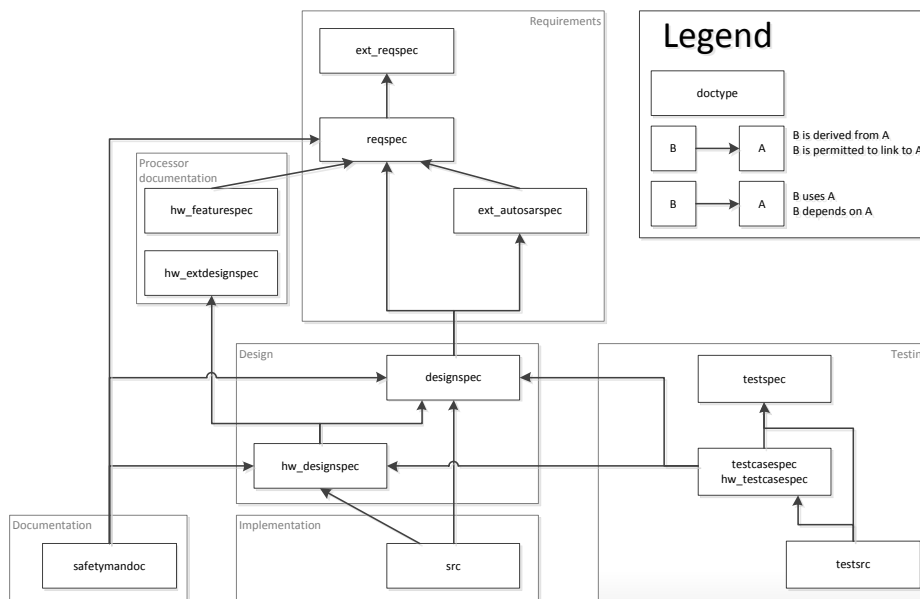 Requirements
ext_reqspec
reqspec
Processor
documentation
hw_featurespec
ext_autosarspec
hw_extdesignspec
Legend
doctype
B
A
B is derived from A
B is permitted to link to A
B
A
B uses A
B depends on A
Design
designspec
hw_designspec
Testin
testspec
testcasespec
hw_testcasespec
testsrc
Documentation
safetymandoc
Implementation
src